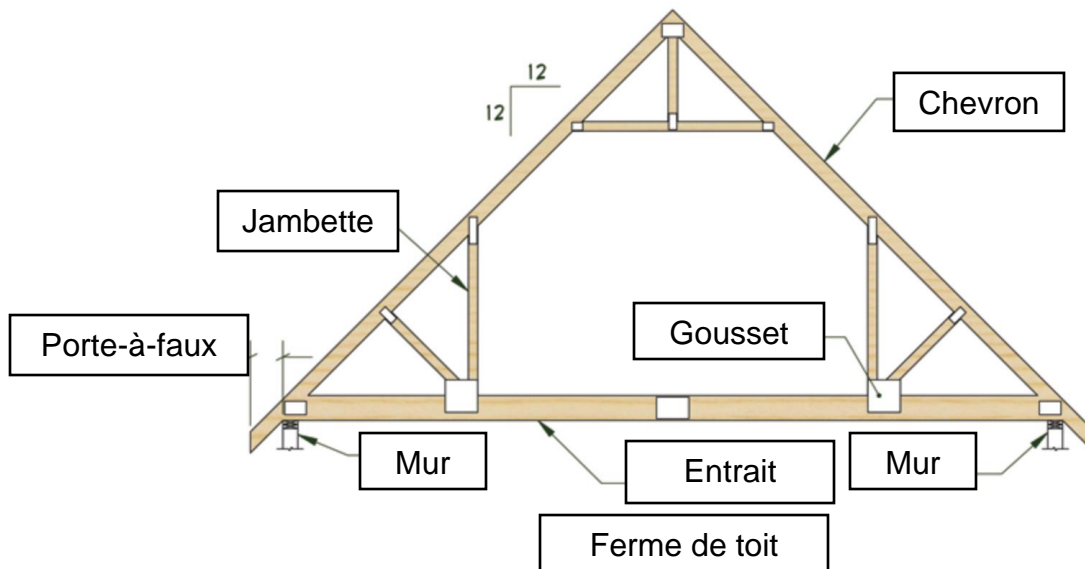 12
12
Chevron
Jambette
Porte-à-faux
Gousset
Mur
Entrait
Mur
Ferme de toit